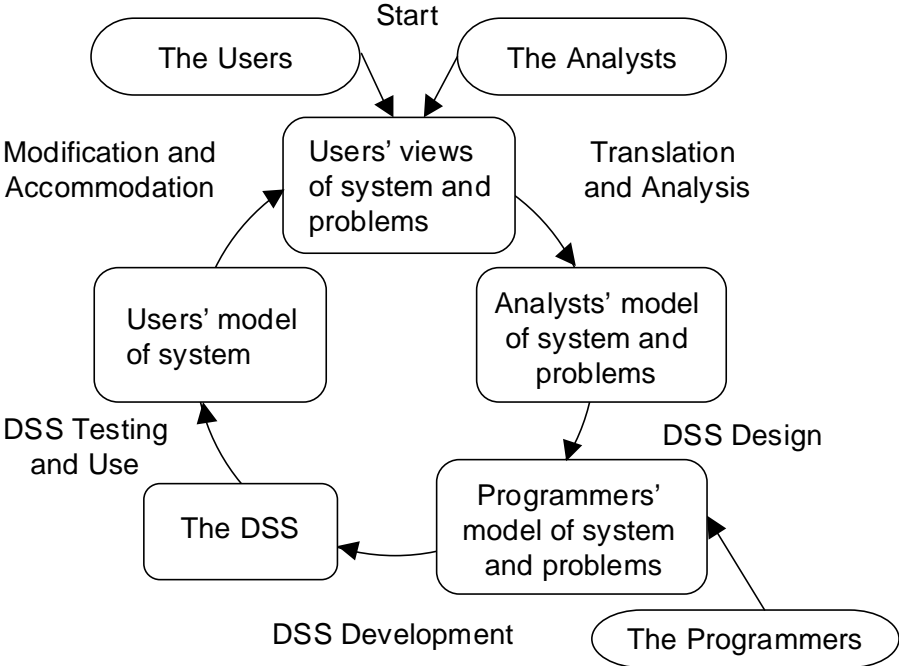 Start
The Users
The Analysts
Modification and
Accommodation
Users’ views
of system and
problems
Translation
and Analysis
Users’ model
of system
Analysts’ model
of system and
problems
DSS Testing
and Use
DSS Design
The DSS
Programmers’
model of system
and problems
DSS Development
The Programmers